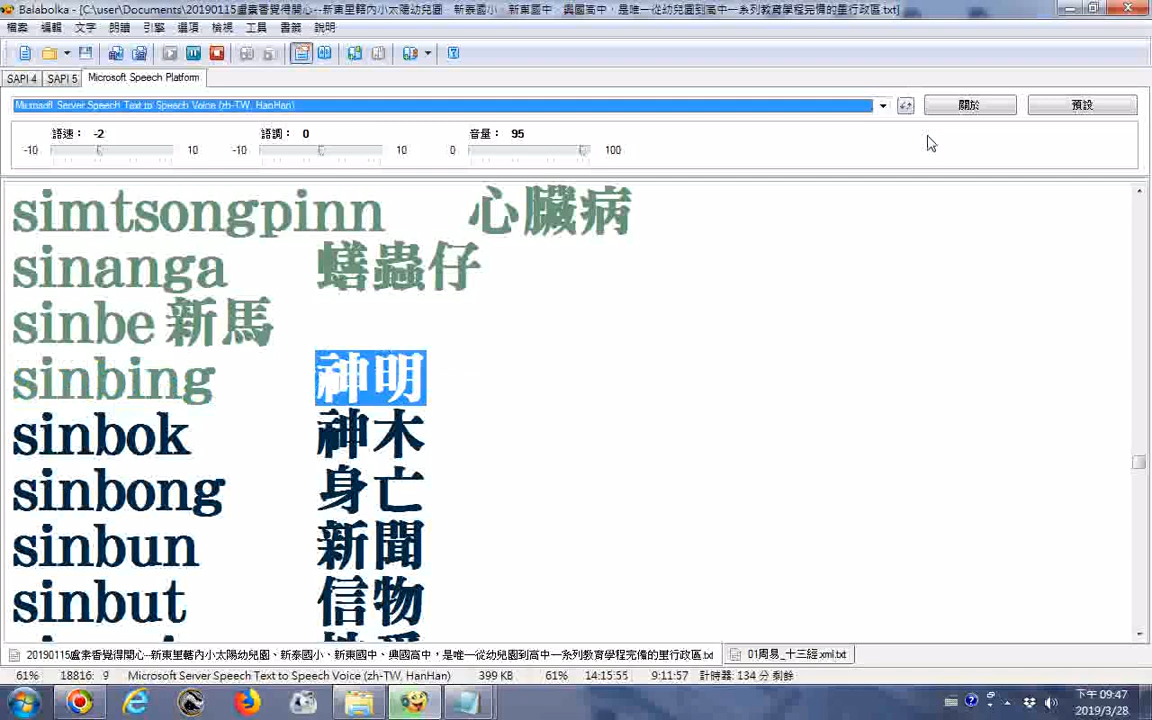 Balabolka - [C:\user\Documents\20190115盧素香覺得開心--新東里轄內小太陽幼兒園、新泰國小、新東國中、興國高中，是唯一從幼兒園到高中一系列教育學程完備的里行政區.txt]
檔案 編輯 文字 朗讀 引擎 選項 檢視 工具 書籤 說明
SAPI 4 SAPI 5 Microsoft Speech Platform
Microsoft Server Speech Text to Speech Voice (zh-TW, HanHan) 關於 預設
語速： -2 語調： 0 音量： 95
-10 10 -10 10 0 100
simtsongpinn 心臟病
sinanga 蟮蟲仔
sinbe 新馬
sinbing 神明
sinbok 神木
sinbong 身亡
sinbun 新聞
sinbut 信物
20190115盧素香覺得開心--新東里轄內小太陽幼兒園、新泰國小、新東國中、興國高中，是唯一從幼兒園到高中一系列教育學程完備的里行政區.txt 01周易_十三經.xml.txt
61% 18816: 9 Microsoft Server Speech Text to Speech Voice (zh-TW, HanHan) 399 KB 61% 14:15:55 9:11:57 計時器: 134 分 剩餘
下午 09:47
2019/3/28